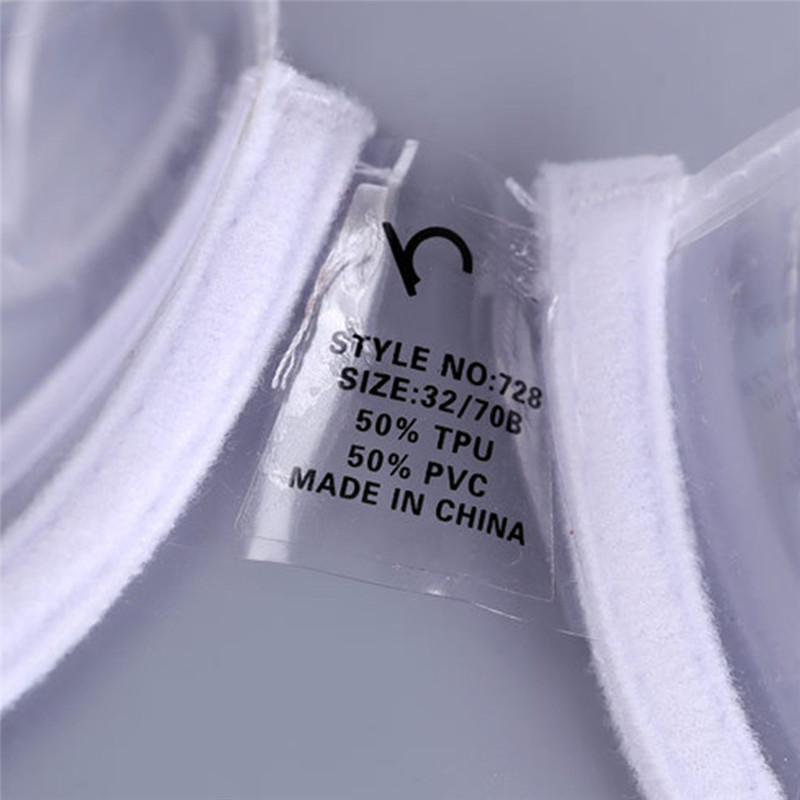 STYLE NO:728
SIZE:32/70B
50% TPU
50% PVC
MADE IN CHINA